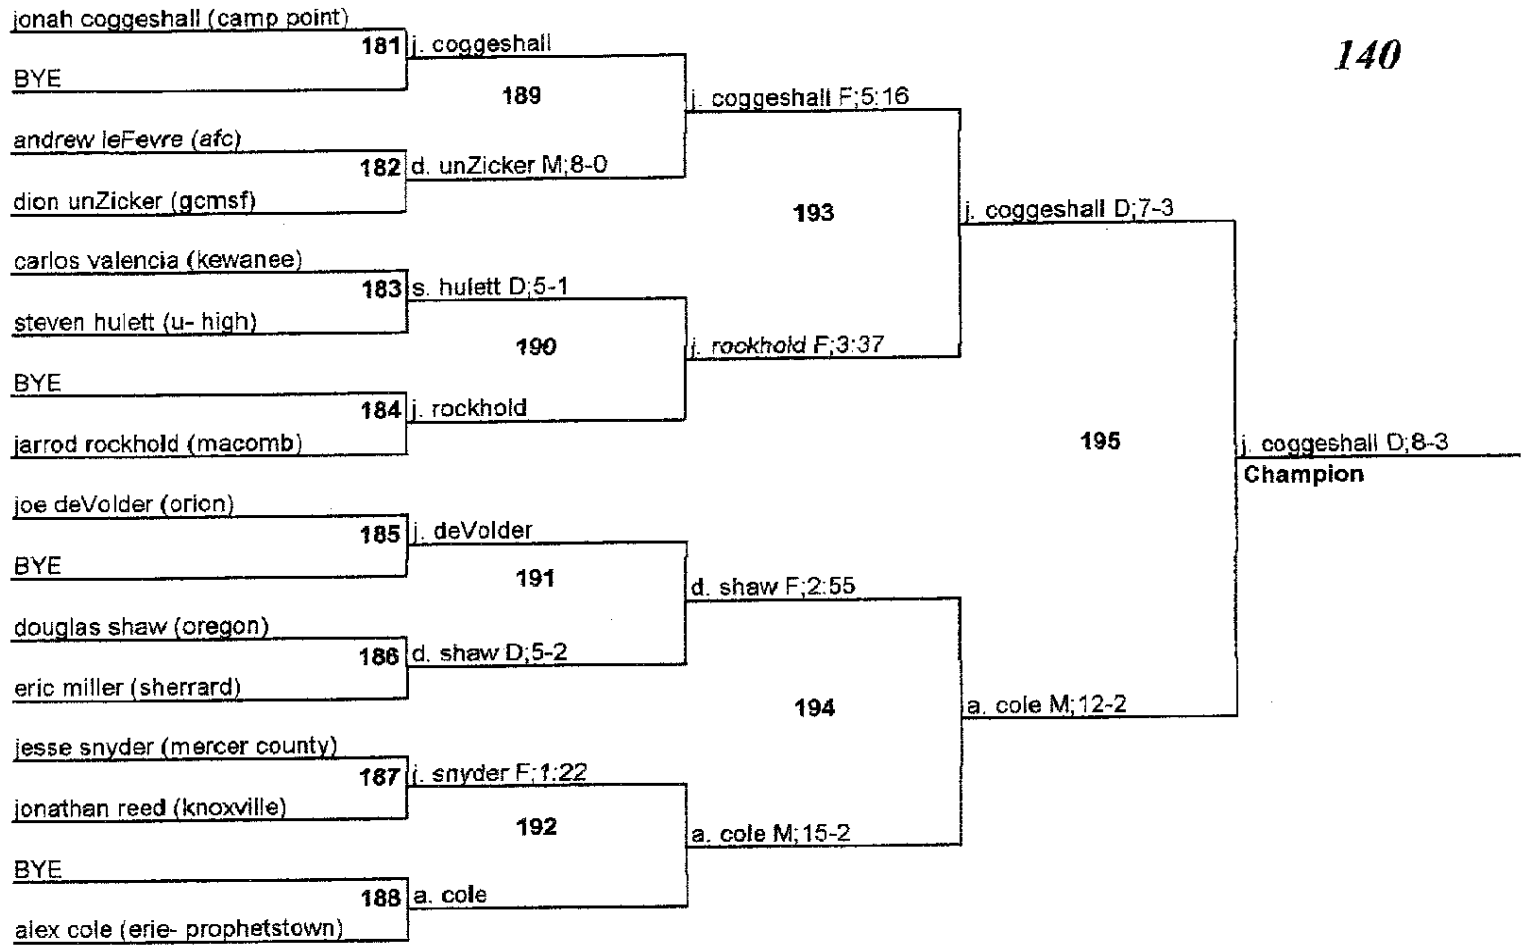 140
jonah coggeshall (camp point)
181 j. coggeshall
BYE
189
j. coggeshall F;5:16
andrew leFevre (afc)
182 d. unZicker M;8-0
dion unZicker (gcmsf)
193
j. coggeshall D;7-3
carlos valencia (kewanee)
183 s. hulett D;5-1
steven hulett (u- high)
190
j. rockhold F;3:37
BYE
184 j. rockhold
jarrod rockhold (macomb)
195
j. coggeshall D;8-3
Champion
joe deVolder (orion)
185 j. deVolder
BYE
191
d. shaw F;2:55
douglas shaw (oregon)
186 d. shaw D;5-2
eric miller (sherrard)
194
a. cole M;12-2
jesse snyder (mercer county)
187 j. snyder F;1:22
jonathan reed (knoxville)
192
a. cole M;15-2
BYE
188 a. cole
alex cole (erie- prophetstown)